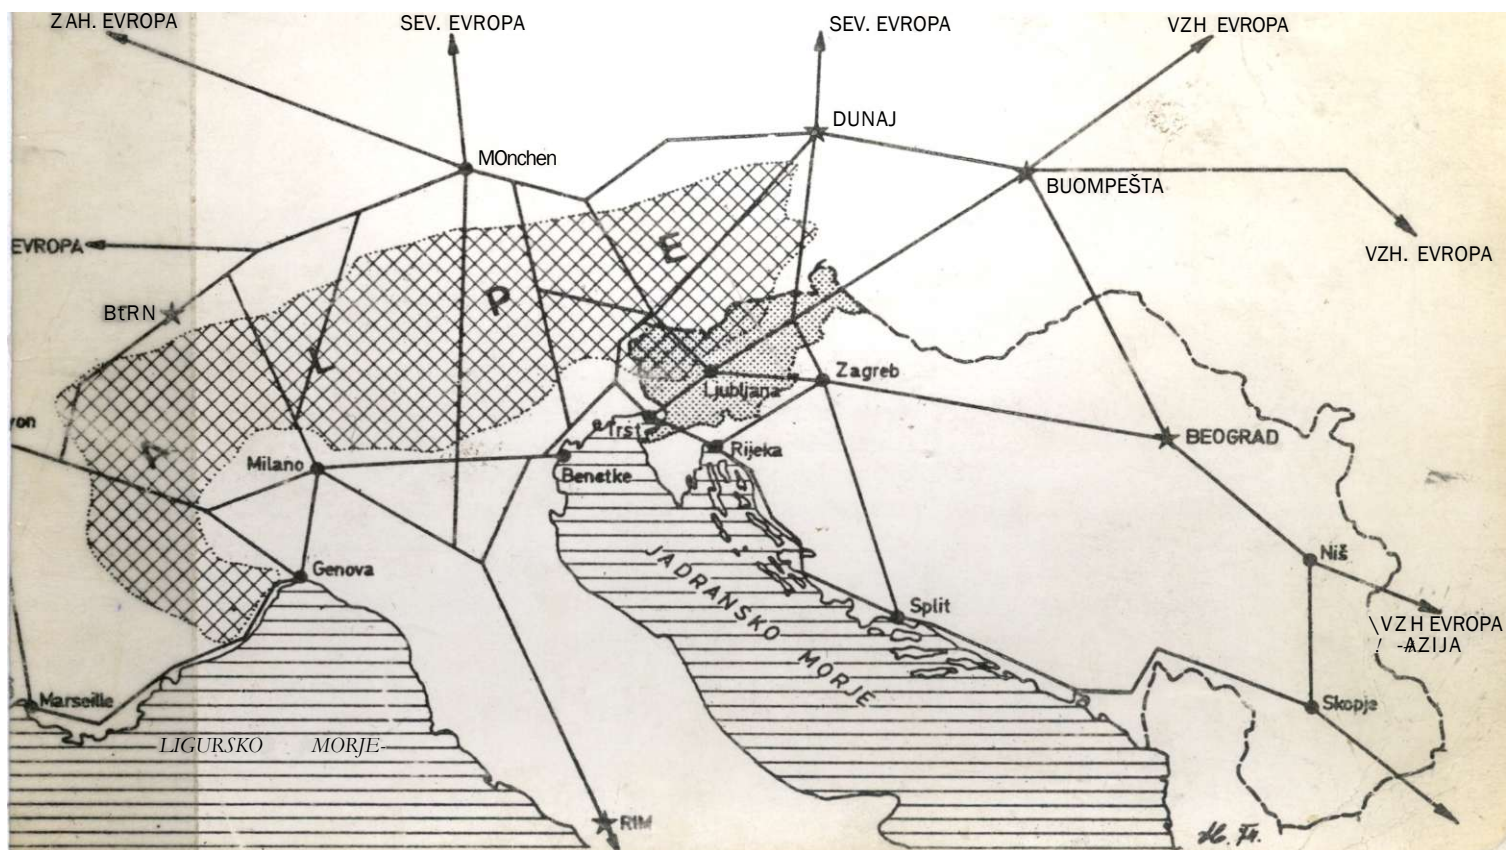 ZAH. EVROPA
SEV. EVROPA
SEV. EVROPA
VZH EVROPA
DUNAJ
MOnchen
BUOMPEŠTA
EVROPA
VZH. EVROPA
BtRN
E
P
L
A
Zagreb
Ljubljana
yon
Trst
Rijeka
BEOGRAD
Milano
Benetke
Genova
Niš
JADRANSKO MORJE
Split
VZH EVROPA
-AZIJA
Marseille
Skopje
LIGURSKO MORJE
RIM